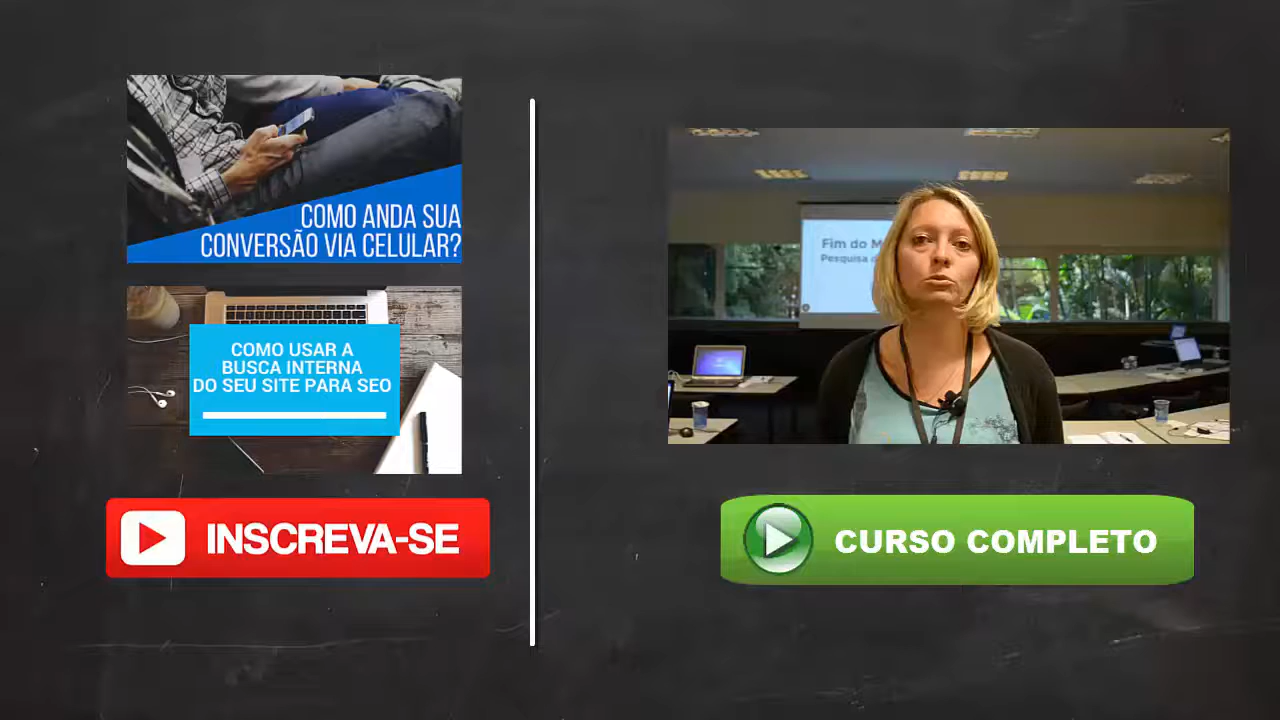 COMO ANDA SUA
CONVERSÃO VIA CELULAR?
COMO USAR A
BUSCA INTERNA
DO SEU SITE PARA SEO
INSCREVA-SE
Fim do
Pesquisa
CURSO COMPLETO